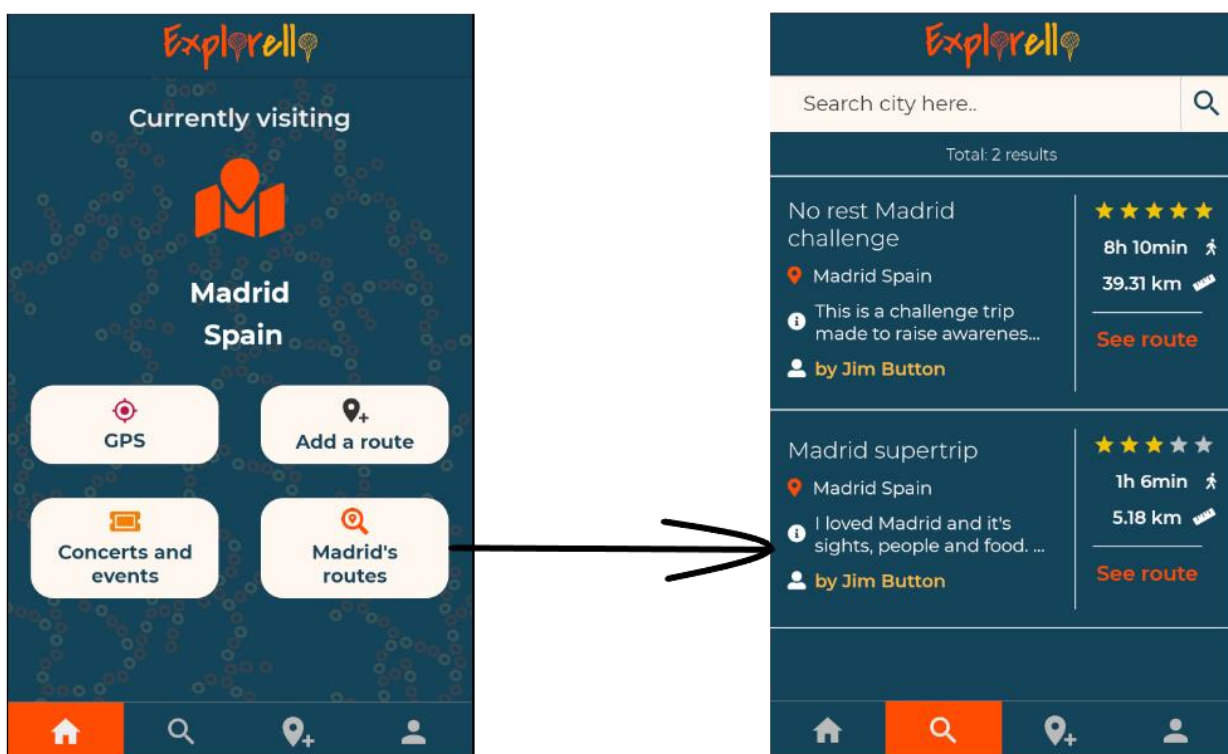 Explorello
Currently visiting
Madrid
Spain
GPS
Add a route
Concerts and
events
Madrid's
routes
Explorello
Search city here..
Total: 2 results
No rest Madrid
challenge
Madrid Spain
This is a challenge trip
made to raise awarenes...
by Jim Button
8h 10min
39.31 km
See route
Madrid supertrip
Madrid Spain
I loved Madrid and it's
sights, people and food. ...
by Jim Button
1h 6min
5.18 km
See route